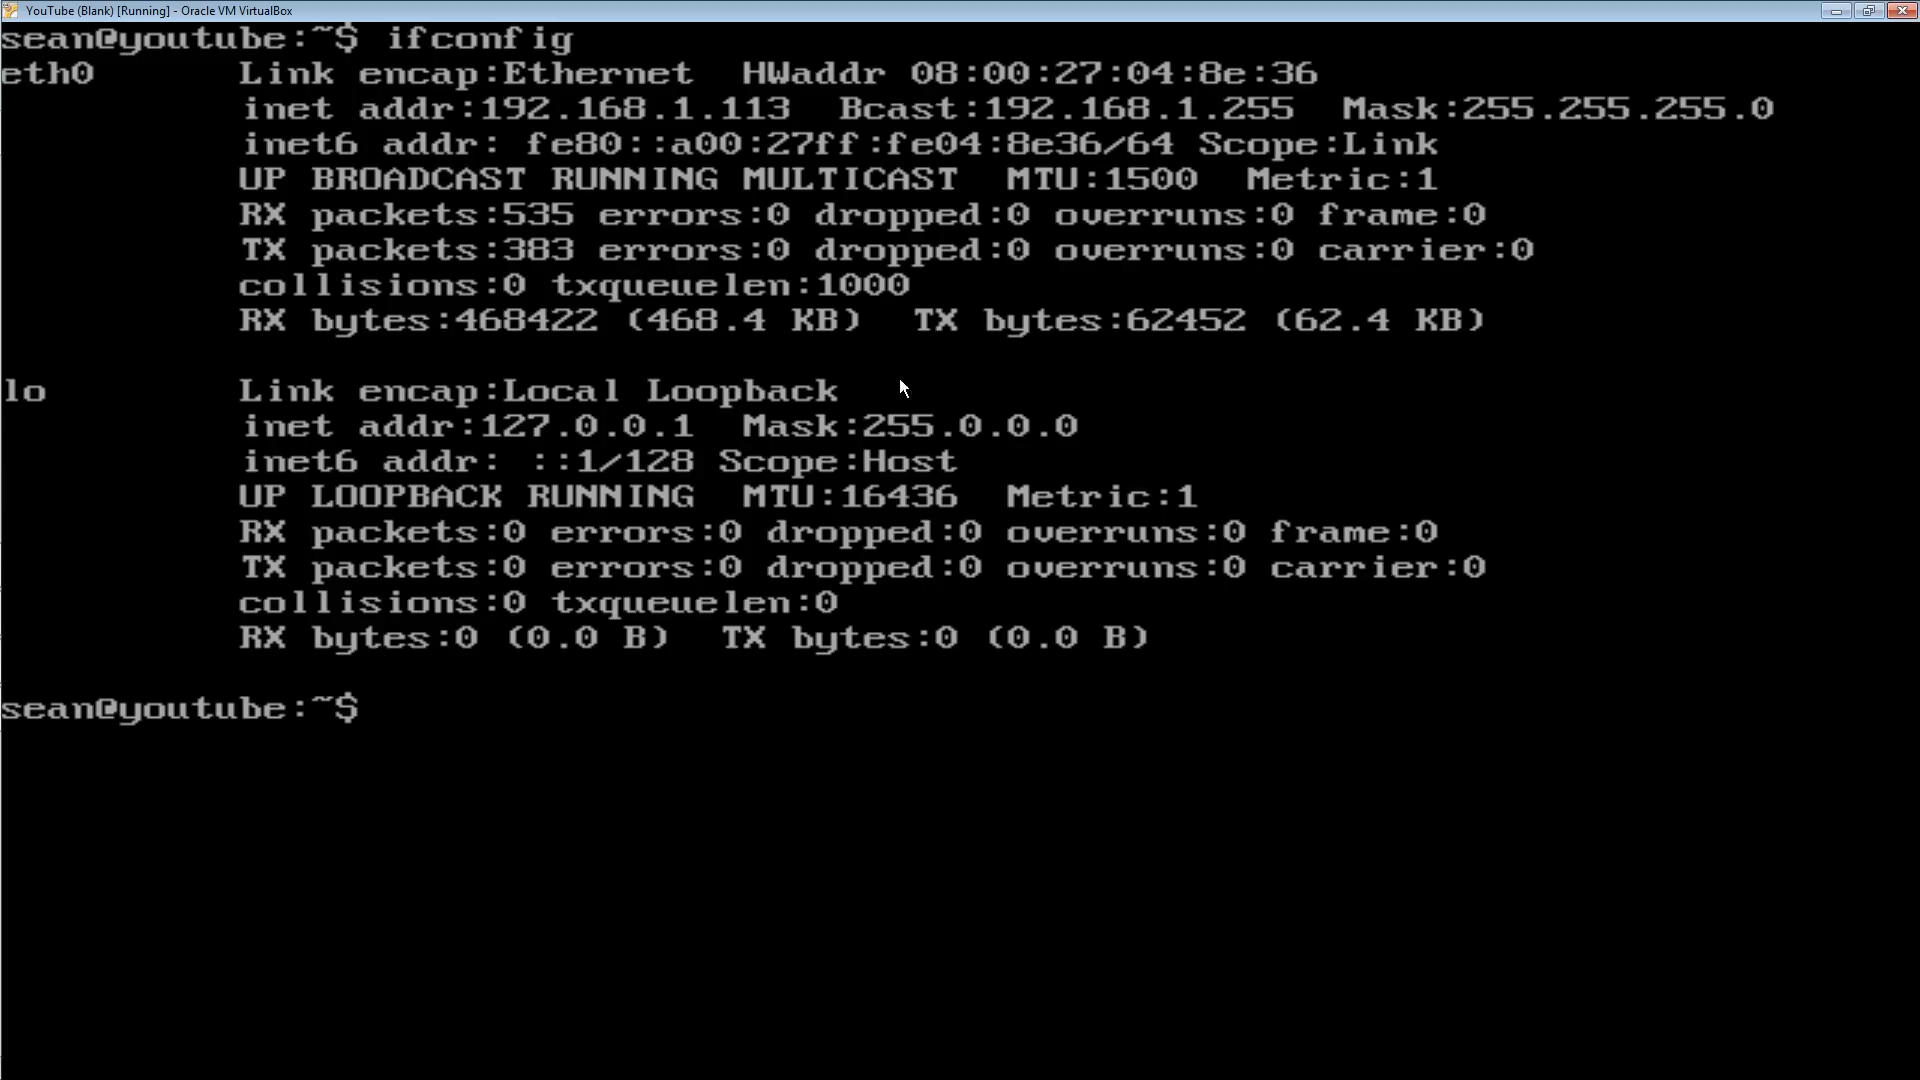 YouTube (Blank) [Running] - Oracle VM VirtualBox
sean@youtube:~$ ifconfig
eth0 Link encap:Ethernet HWaddr 08:00:27:04:8e:36
inet addr:192.168.1.113 Bcast:192.168.1.255 Mask:255.255.255.0
inet6 addr: fe80::a00:27ff:fe04:8e36/64 Scope:Link
UP BROADCAST RUNNING MULTICAST MTU:1500 Metric:1
RX packets:535 errors:0 dropped:0 overruns:0 frame:0
TX packets:383 errors:0 dropped:0 overruns:0 carrier:0
collisions:0 txqueuelen:1000
RX bytes:468422 (468.4 KB) TX bytes:62452 (62.4 KB)
lo Link encap:Local Loopback
inet addr:127.0.0.1 Mask:255.0.0.0
inet6 addr: ::1/128 Scope:Host
UP LOOPBACK RUNNING MTU:16436 Metric:1
RX packets:0 errors:0 dropped:0 overruns:0 frame:0
TX packets:0 errors:0 dropped:0 overruns:0 carrier:0
collisions:0 txqueuelen:0
RX bytes:0 (0.0 B) TX bytes:0 (0.0 B)
sean@youtube:~$